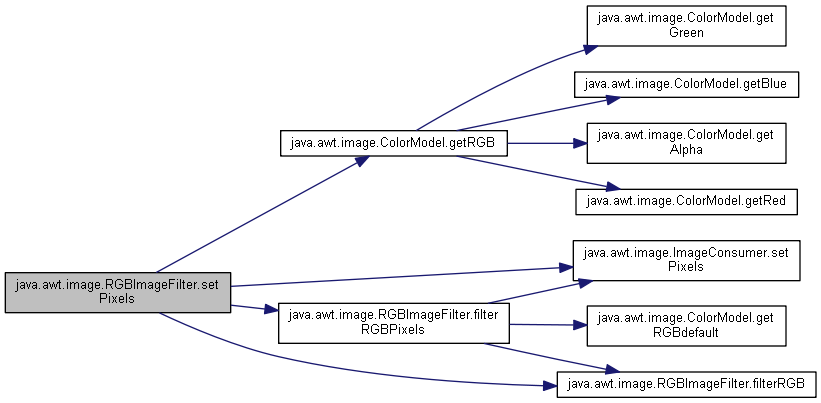 java.awt.image.ColorModel.get
Green
java.awt.image.ColorModel.getBlue
java.awt.image.ColorModel.getRGB
java.awt.image.ColorModel.get
Alpha
java.awt.image.ColorModel.getRed
java.awt.image.ImageConsumer.set
Pixels
java.awt.image.RGBImageFilter.set
Pixels
java.awt.image.RGBImageFilter.filter
RGBPixels
java.awt.image.ColorModel.get
RGBdefault
java.awt.image.RGBImageFilter.filterRGB